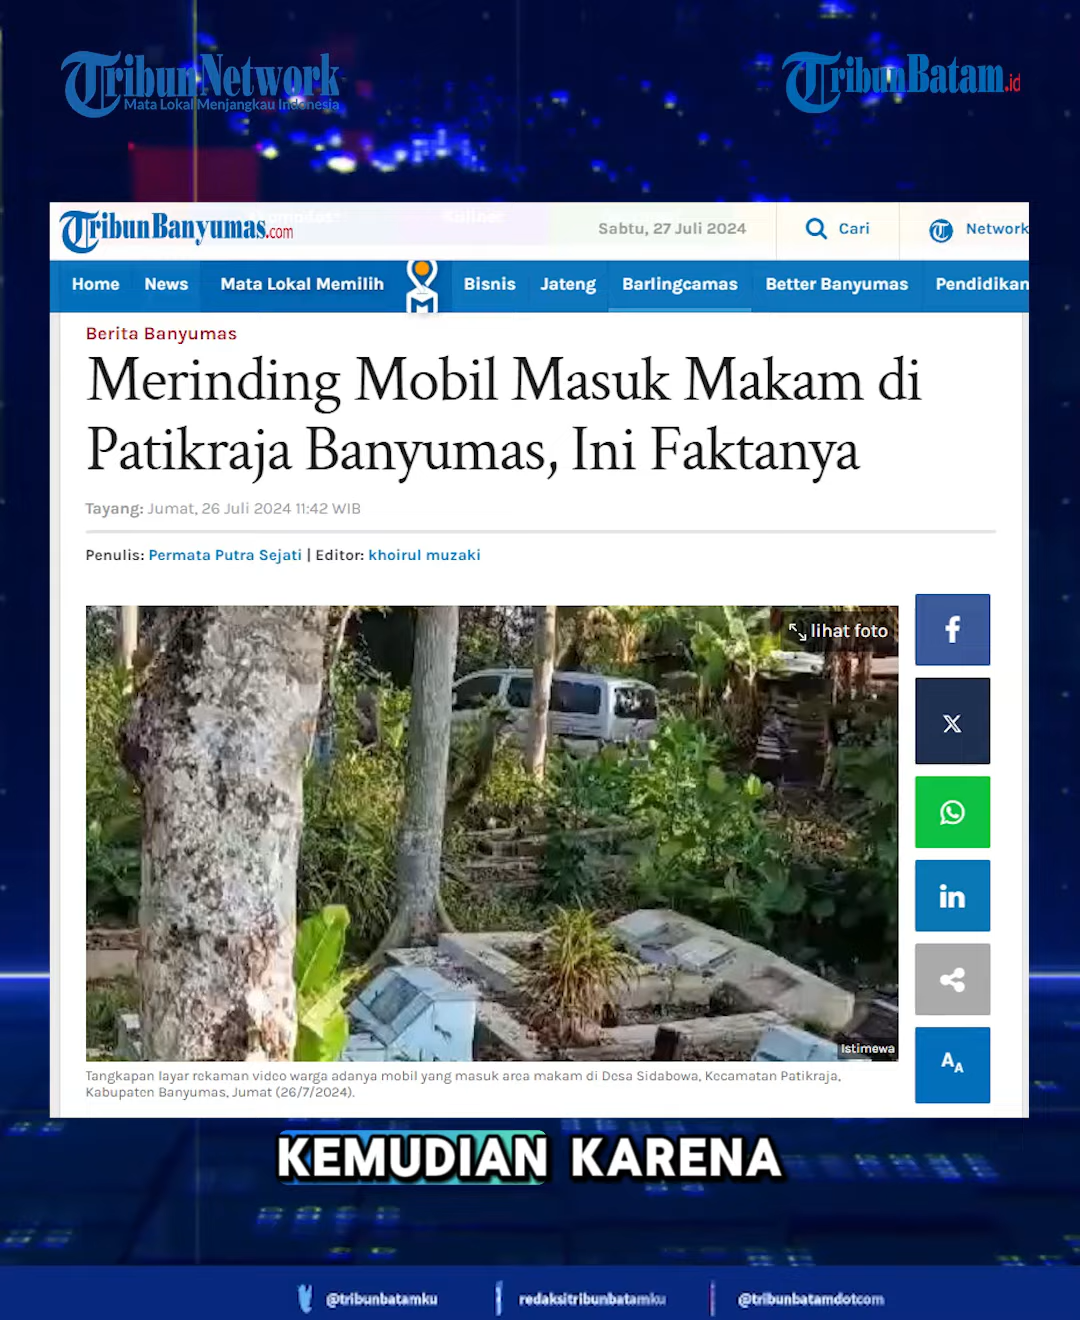 TribunNetwork
Mata Lokal Menjangkau Indonesia
TribunBatam.id
TribunBanyumas.com
Kuliner
Sabtu, 27 Juli 2024
Cari
Network
Home News Mata Lokal Memilih M Bisnis Jateng Barlingcamas Better Banyumas Pendidikan
Berita Banyumas
Merinding Mobil Masuk Makam di
Patikraja Banyumas, Ini Faktanya
Tayang: Jumat, 26 Juli 2024 11:42 WIB
Penulis: Permata Putra Sejati | Editor: khoirul muzaki
lihat foto
f
X
in
AA
Istimewa
Tangkapan layar rekaman video warga adanya mobil yang masuk area makam di Desa Sidabowa, Kecamatan Patikraja,
Kabupaten Banyumas, Jumat (26/7/2024).
KEMUDIAN KARENA
@tribunbatamku
redaksitribunbatamku
@tribunbatamdotcom